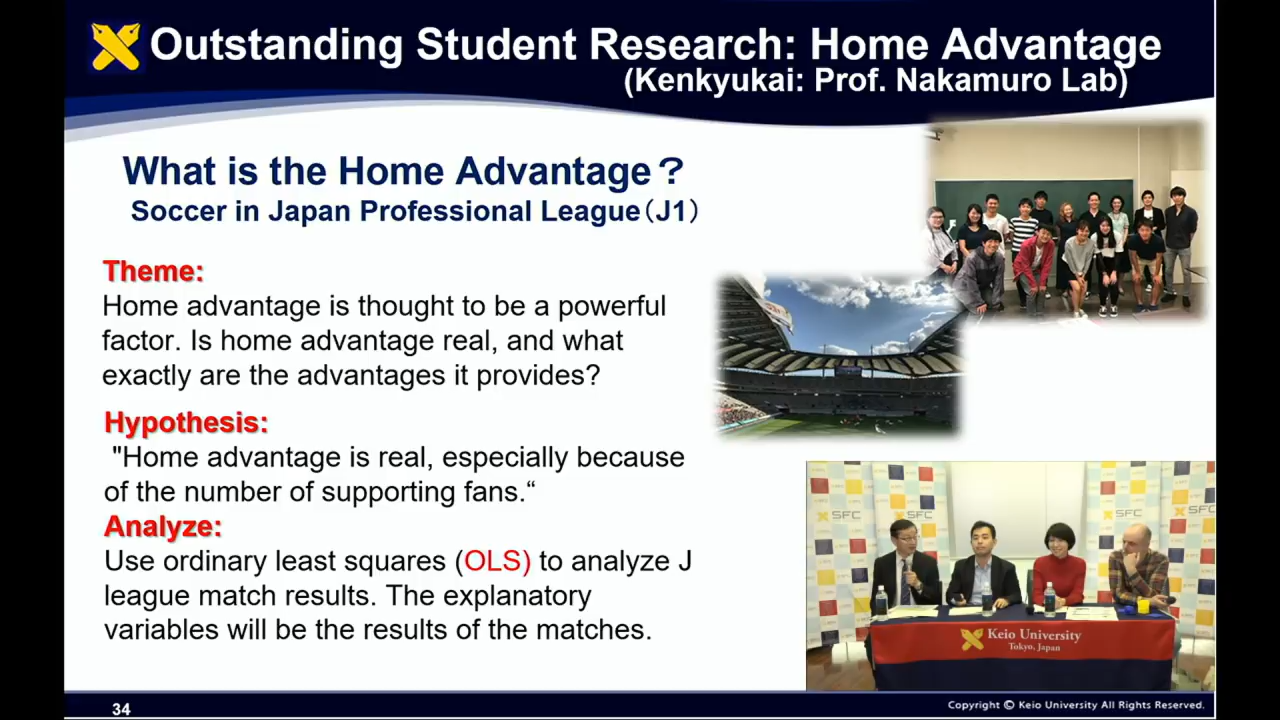 Outstanding Student Research: Home Advantage
(Kenkyukai: Prof. Nakamuro Lab)
What is the Home Advantage？
Soccer in Japan Professional League（J1）
Theme:
Home advantage is thought to be a powerful
factor. Is home advantage real, and what
exactly are the advantages it provides?
Hypothesis:
"Home advantage is real, especially because
of the number of supporting fans.“
Analyze:
Use ordinary least squares (OLS) to analyze J
league match results. The explanatory
variables will be the results of the matches.
SFC
SFC
SFC
Keio University
Tokyo, Japan
34
Copyright © Keio University All Rights Reserved.